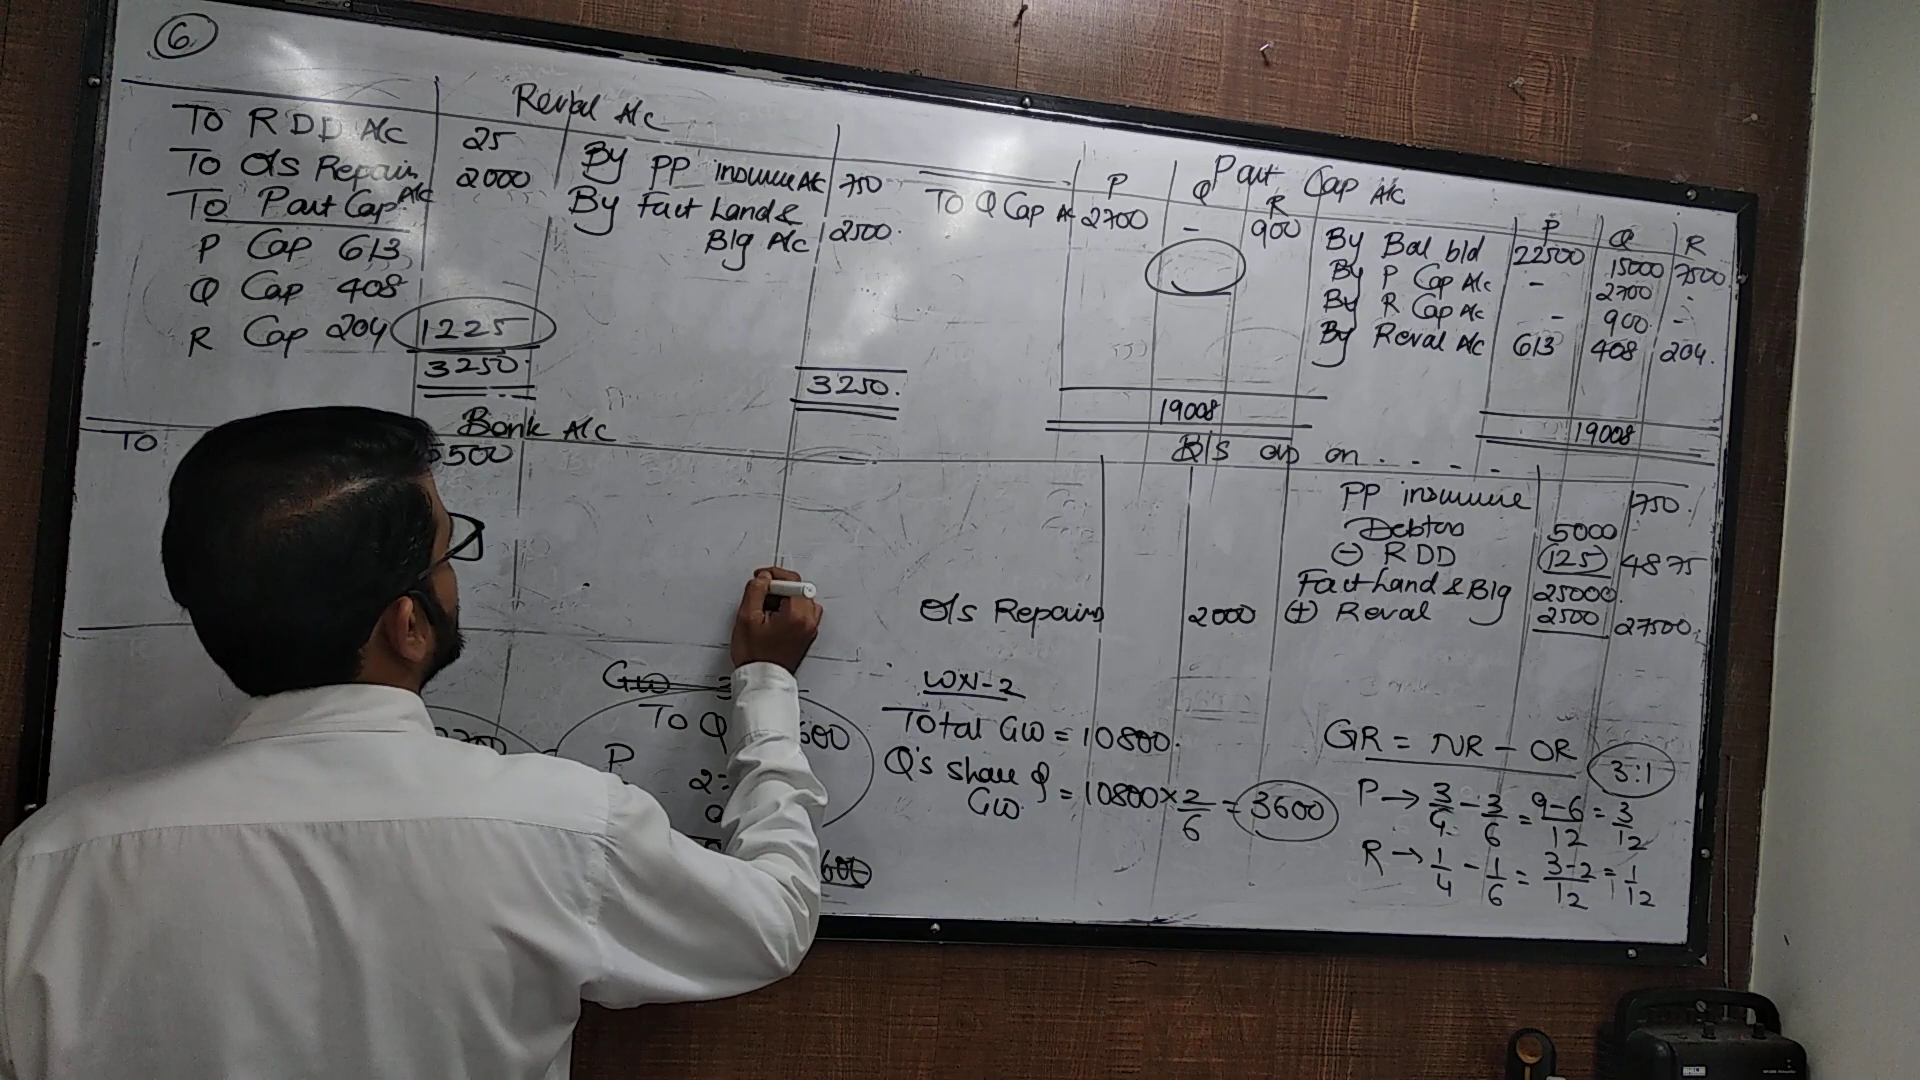 6
Reval A/c
To RDD A/c 25
To O/s Repairs 2000
To Part Cap A/c
P Cap 613
Q Cap 408
R Cap 204 1225
3250
By PP insurance A/c 750
By Fact Land &
Blg A/c 2500
3250
Part Cap A/c
P Q R
To Q Cap A/c 2700 - 900
19008
P Q R
By Bal b/d 22500 15000 7500
By P Cap A/c - 2700 -
By R Cap A/c - 900 -
By Reval A/c 613 408 204
19008
Bank A/c
To
B/S as on . . . .
O/s Repairs 2000
PP insurance 750
Debtors 5000
(-) RDD (125) 4875
Fact Land & Blg 25000
(+) Reval 2500 27500
To Q
P
WN-2
Total GW = 10800
Q's share of
GW = 10800 × 2/6 = 3600
GR = NR - OR 3:1
P → 3/4 - 3/6 = 9-6/12 = 3/12
R → 1/4 - 1/6 = 3-2/12 = 1/12